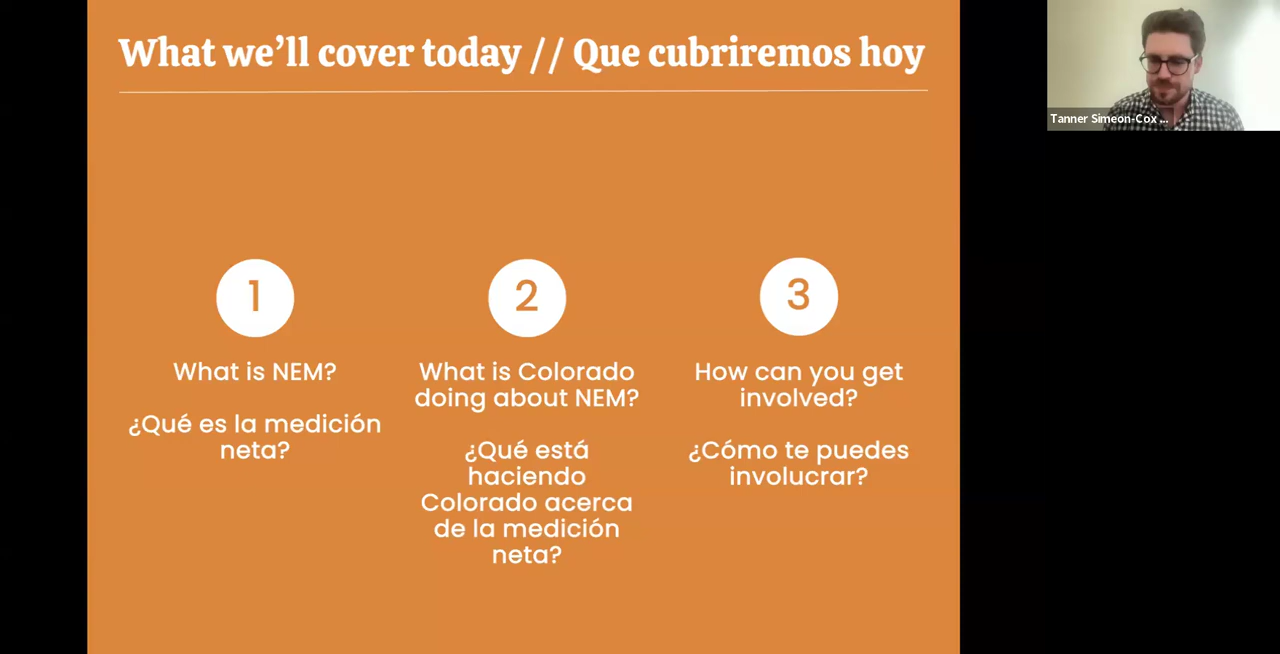 What we’ll cover today // Que cubriremos hoy
1
What is NEM?
¿Qué es la medición
neta?
2
What is Colorado
doing about NEM?
¿Qué está
haciendo
Colorado acerca
de la medición
neta?
3
How can you get
involved?
¿Cómo te puedes
involucrar?
Tanner Simeon-Cox ...